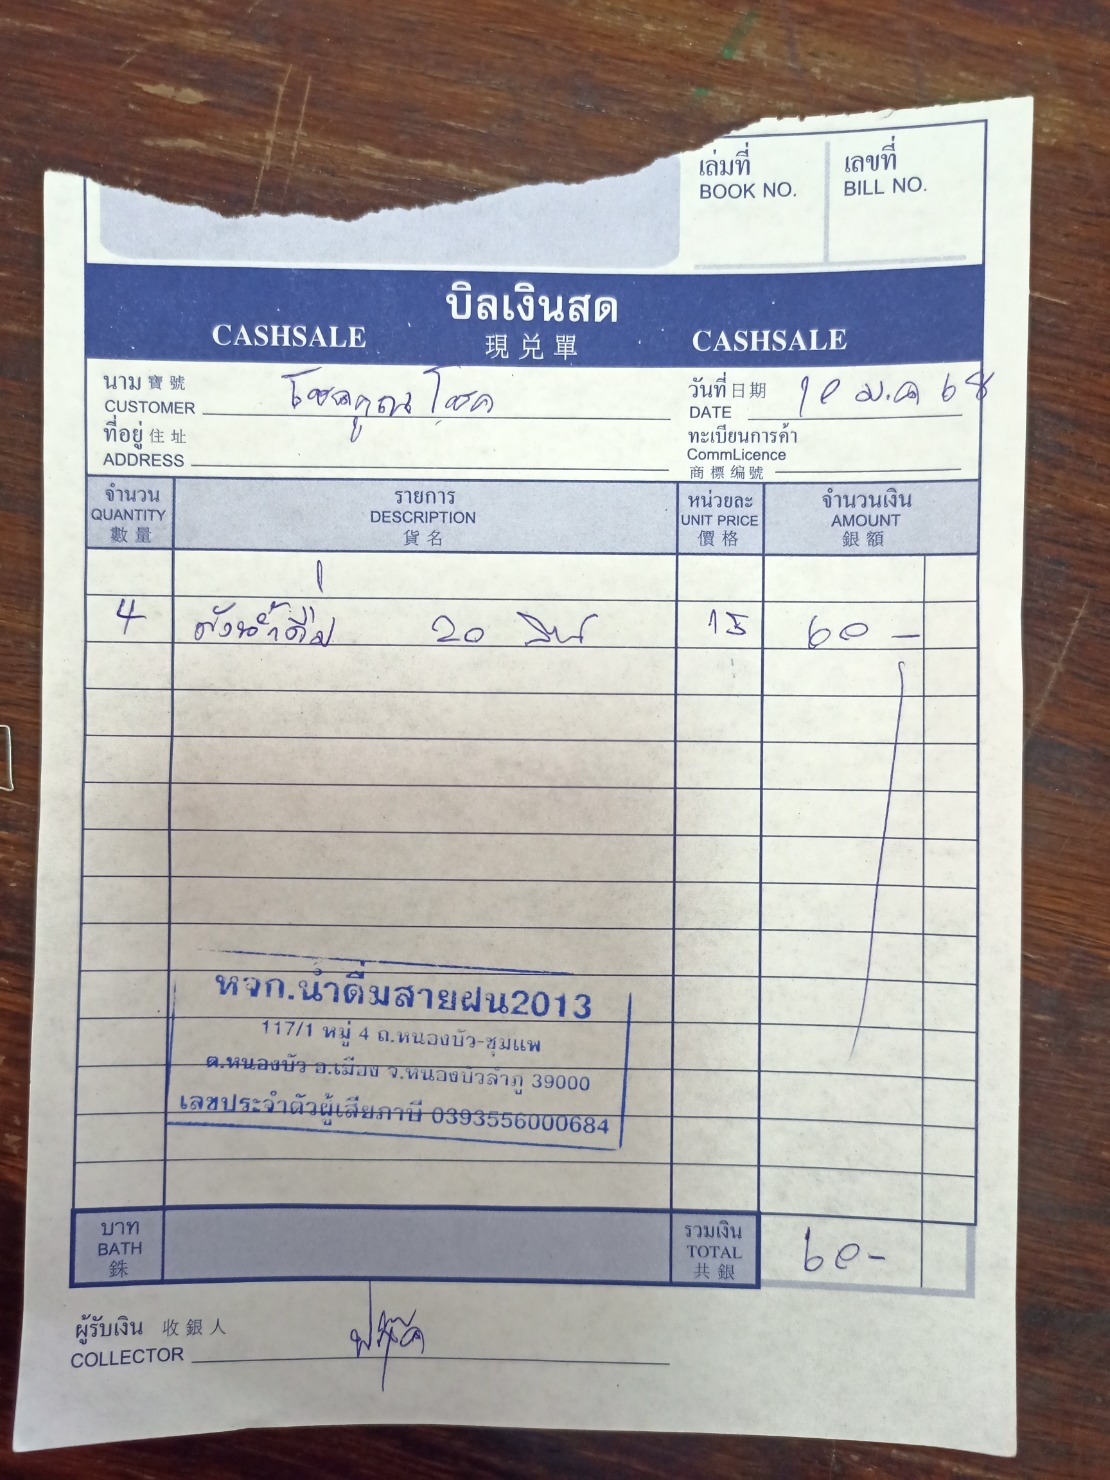 เล่มที่ เลขที่
BOOK NO. BILL NO.
บิลเงินสด
CASHSALE 現兑單 CASHSALE
นาม 寶號 โชคคูณโชค วันที่ 日期 10 ม.ค 68
CUSTOMER DATE
ที่อยู่ 住址 ทะเบียนการค้า
ADDRESS CommLicence
商標编號
จำนวน รายการ หน่วยละ จำนวนเงิน
QUANTITY DESCRIPTION UNIT PRICE AMOUNT
數量 貨名 價格 銀額
4 ถังน้ำดื่ม 20 ลิต 15 60 -
หจก.น้ำดื่มสายฝน2013
117/1 หมู่ 4 ถ.หนองบัว-ชุมแพ
ต.หนองบัว อ.เมือง จ.หนองบัวลำภู 39000
เลขประจำตัวผู้เสียภาษี 0393556000684
บาท รวมเงิน
BATH TOTAL 60-
銖 共銀
ผู้รับเงิน 收銀人
COLLECTOR